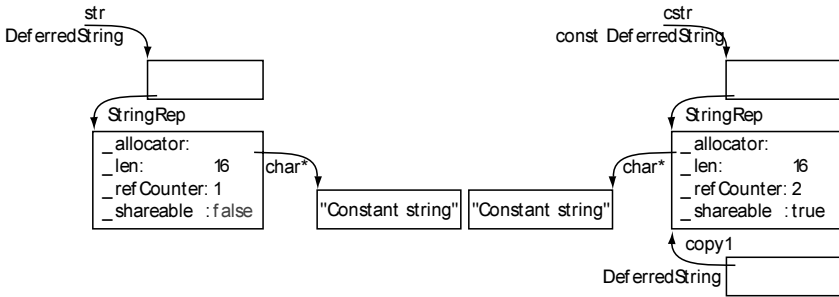 str
DeferredString
StringRep
_allocator:
_len: 16
_refCounter: 1
_shareable :false
char*
"Constant string"
cstr
const DeferredString
StringRep
_allocator:
_len: 16
_refCounter: 2
_shareable :true
char*
"Constant string"
copy1
DeferredString